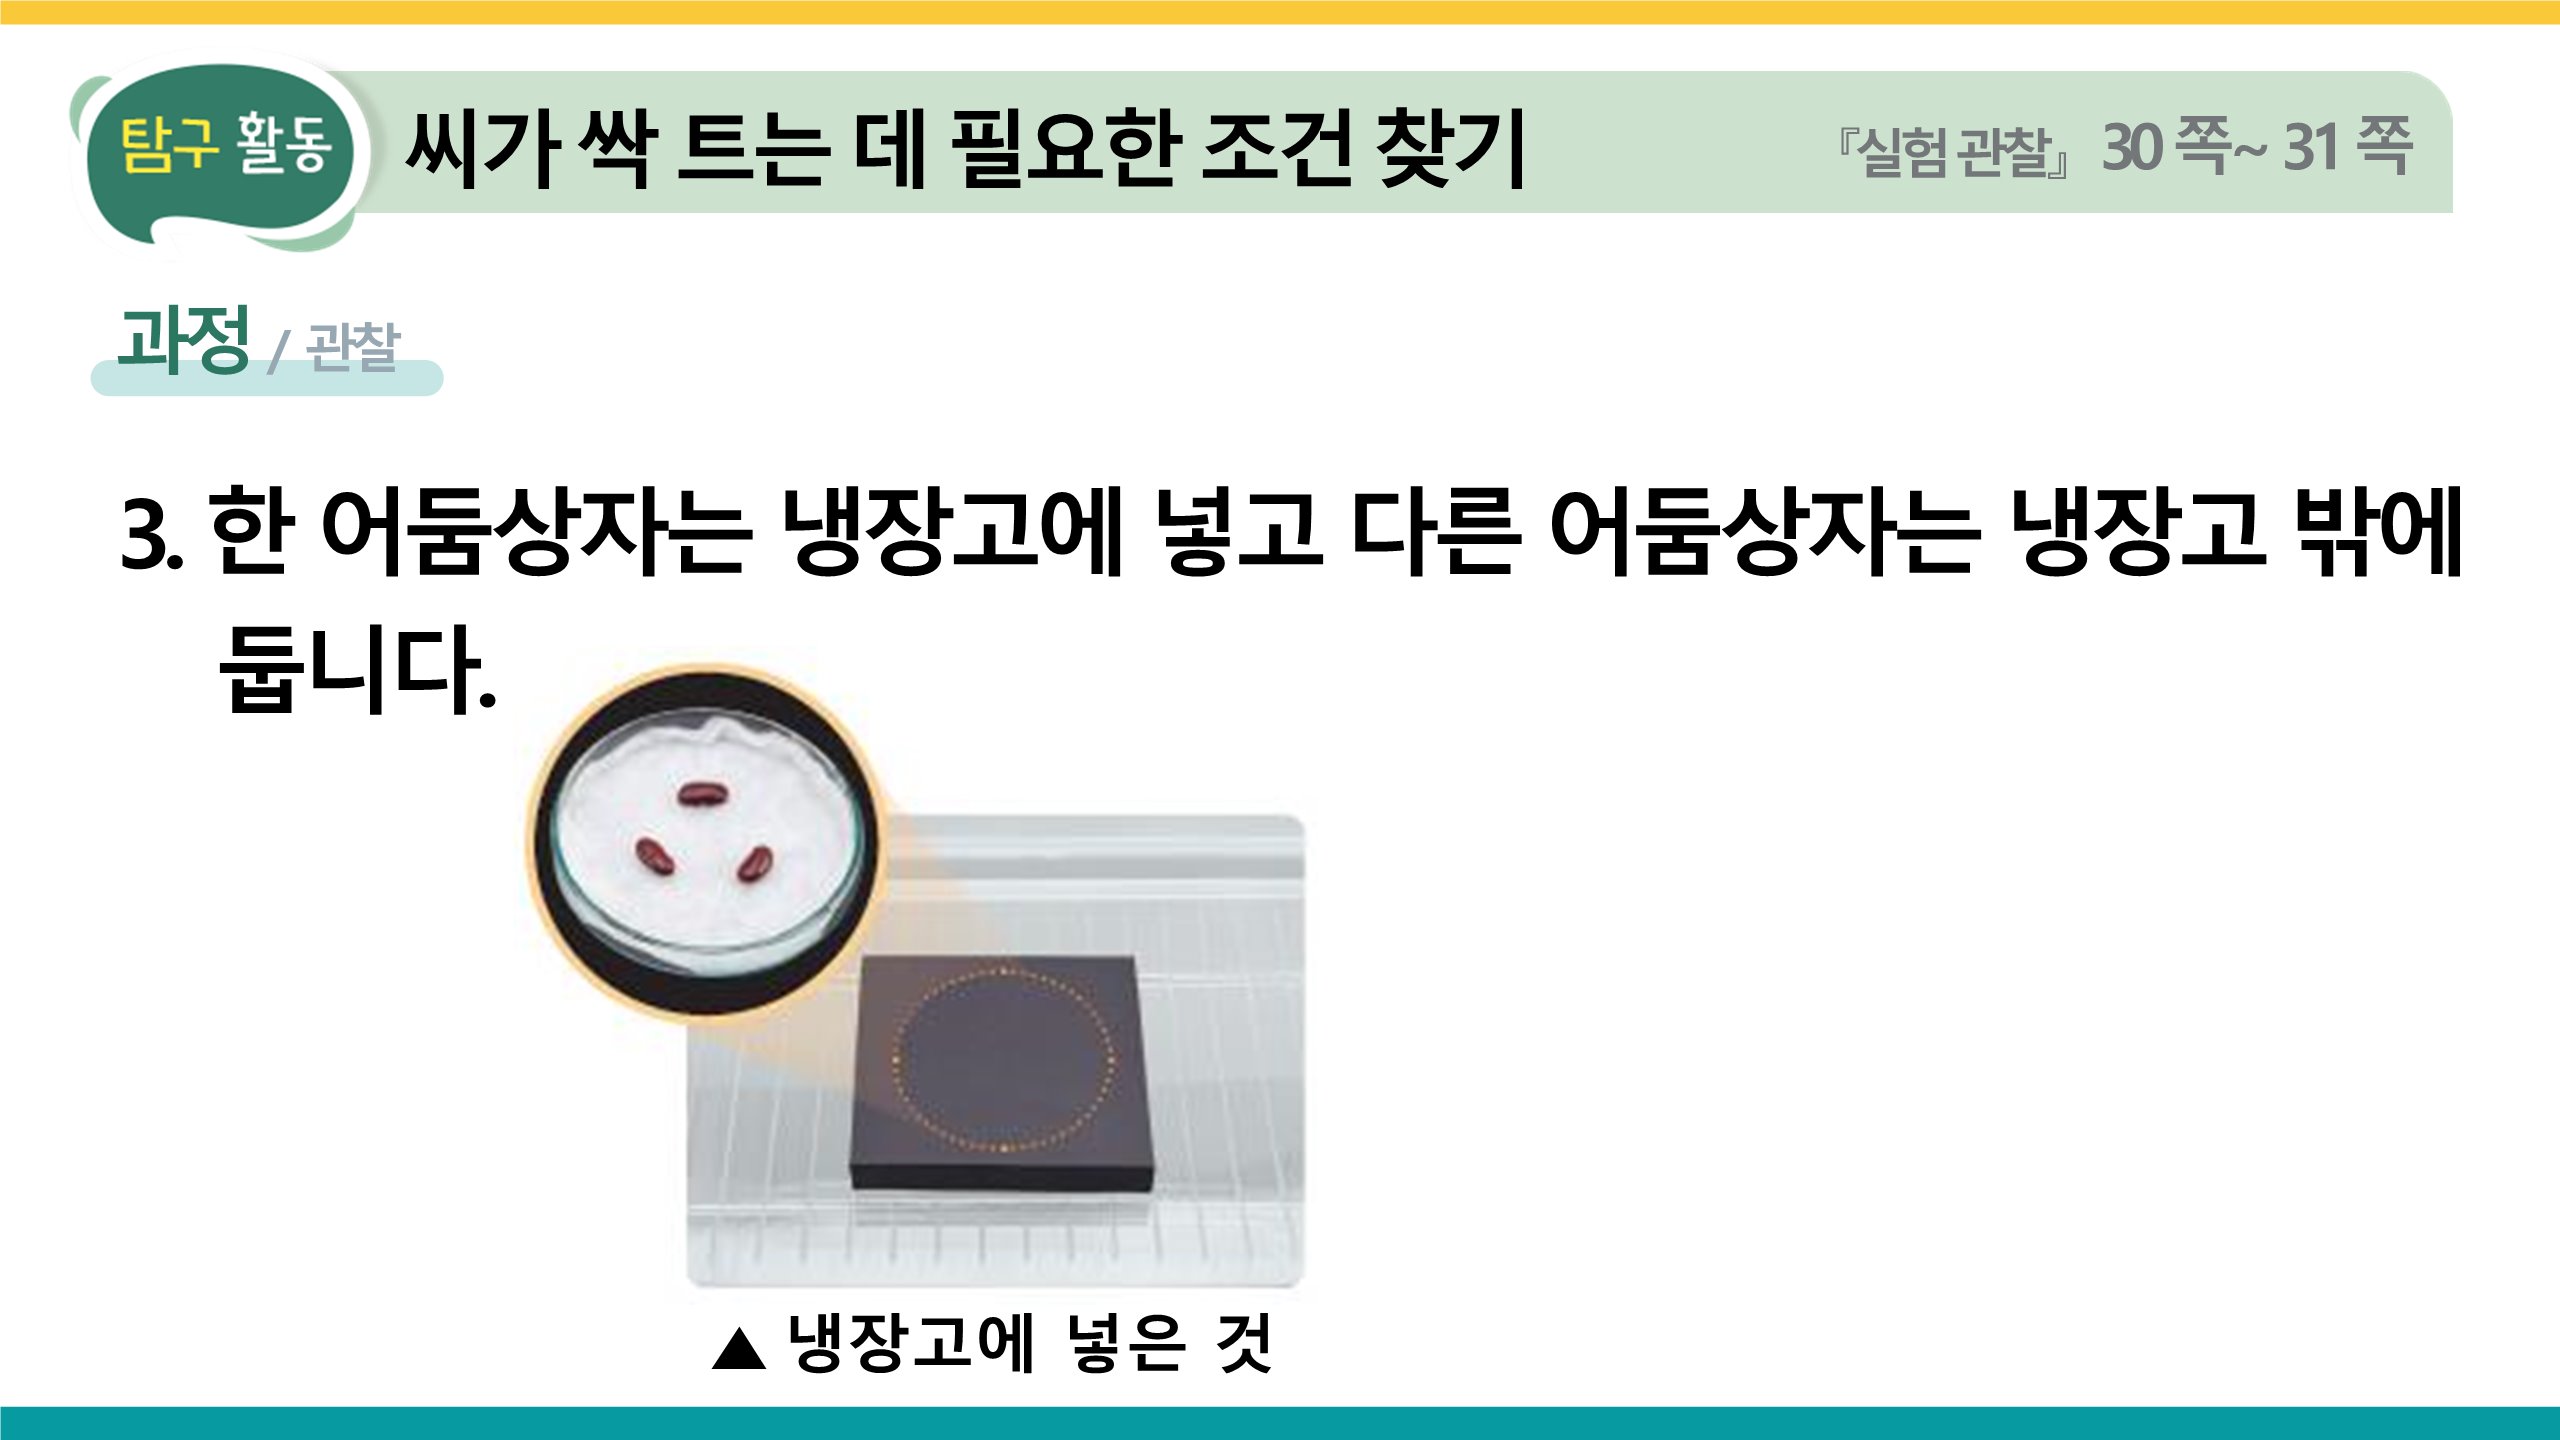 탐구 활동
씨가 싹 트는 데 필요한 조건 찾기
『실험 관찰』 30 쪽~ 31 쪽
과정 / 관찰
3. 한 어둠상자는 냉장고에 넣고 다른 어둠상자는 냉장고 밖에
둡니다.
▲ 냉장고에 넣은 것